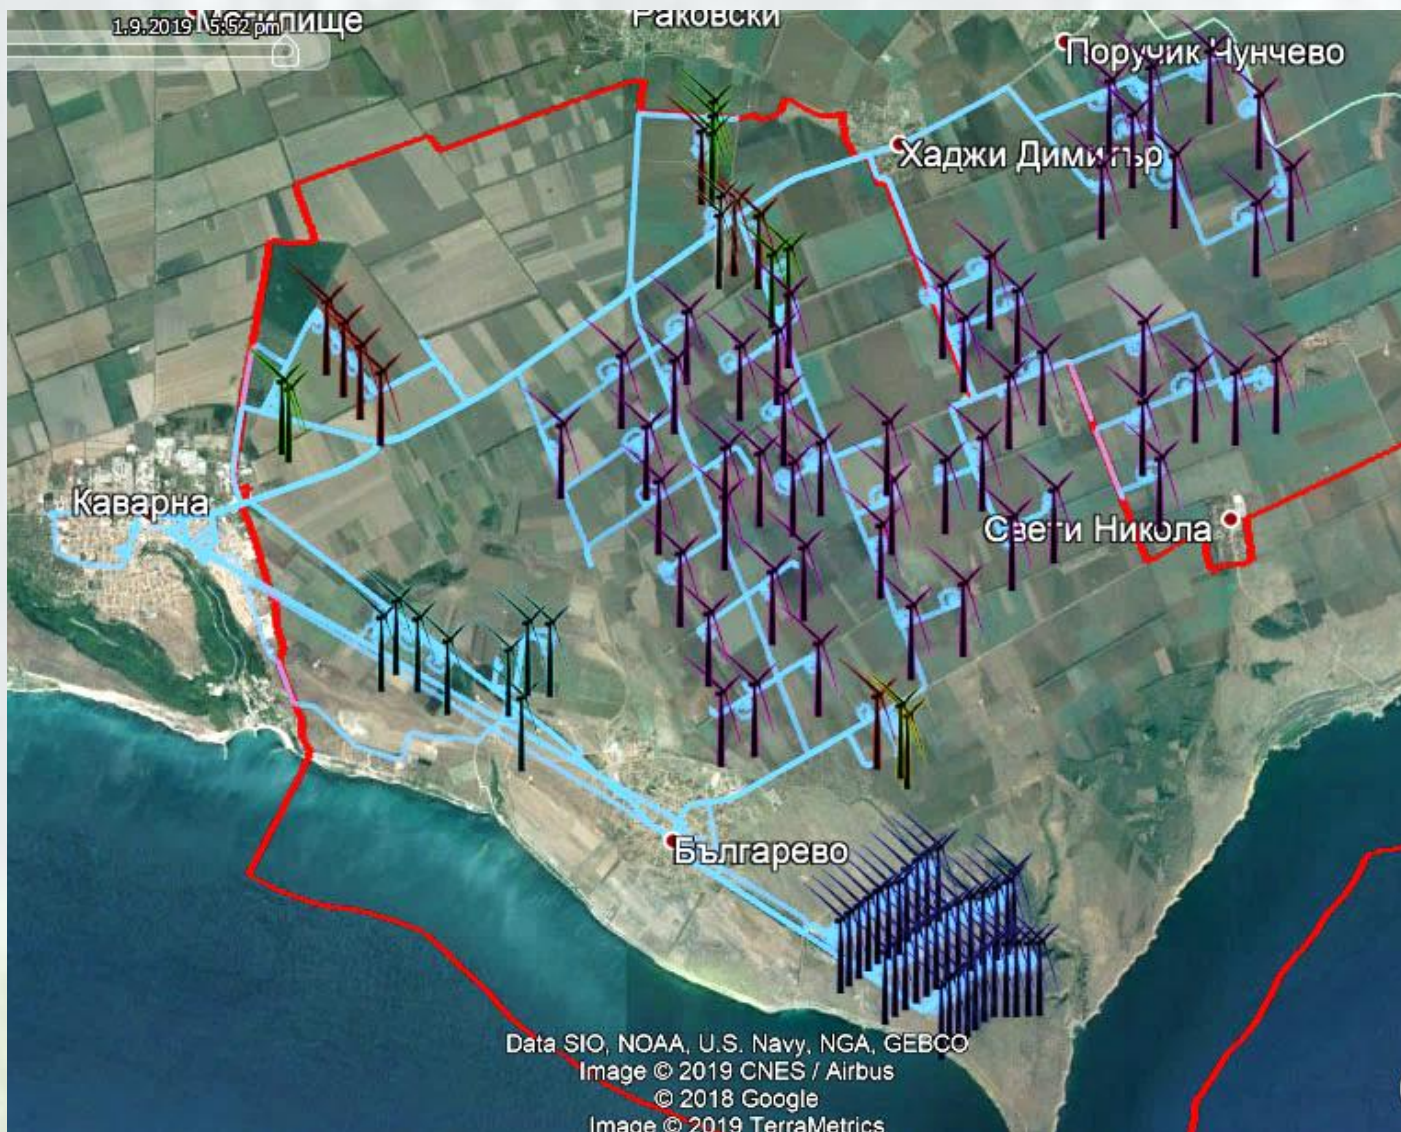 1.9.2019 5:52 pm
Раковски
Поручик Чунчево
Хаджи Димитър
Каварна
Свети Никола
Българево
Data SIO, NOAA, U.S. Navy, NGA, GEBCO
Image © 2019 CNES / Airbus
© 2018 Google
Image © 2019 TerraMetrics